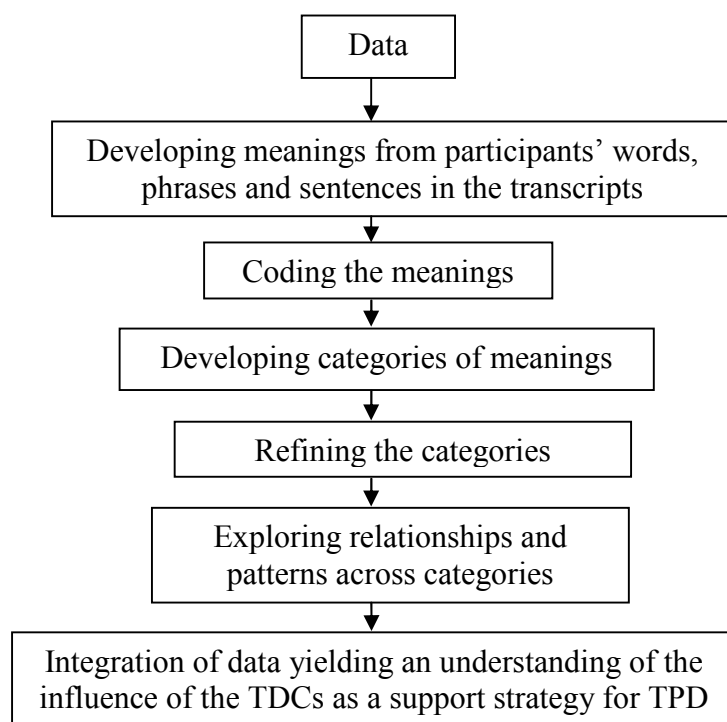 Data
Developing meanings from participants’ words,
phrases and sentences in the transcripts
Coding the meanings
Developing categories of meanings
Refining the categories
Exploring relationships and
patterns across categories
Integration of data yielding an understanding of the
influence of the TDCs as a support strategy for TPD